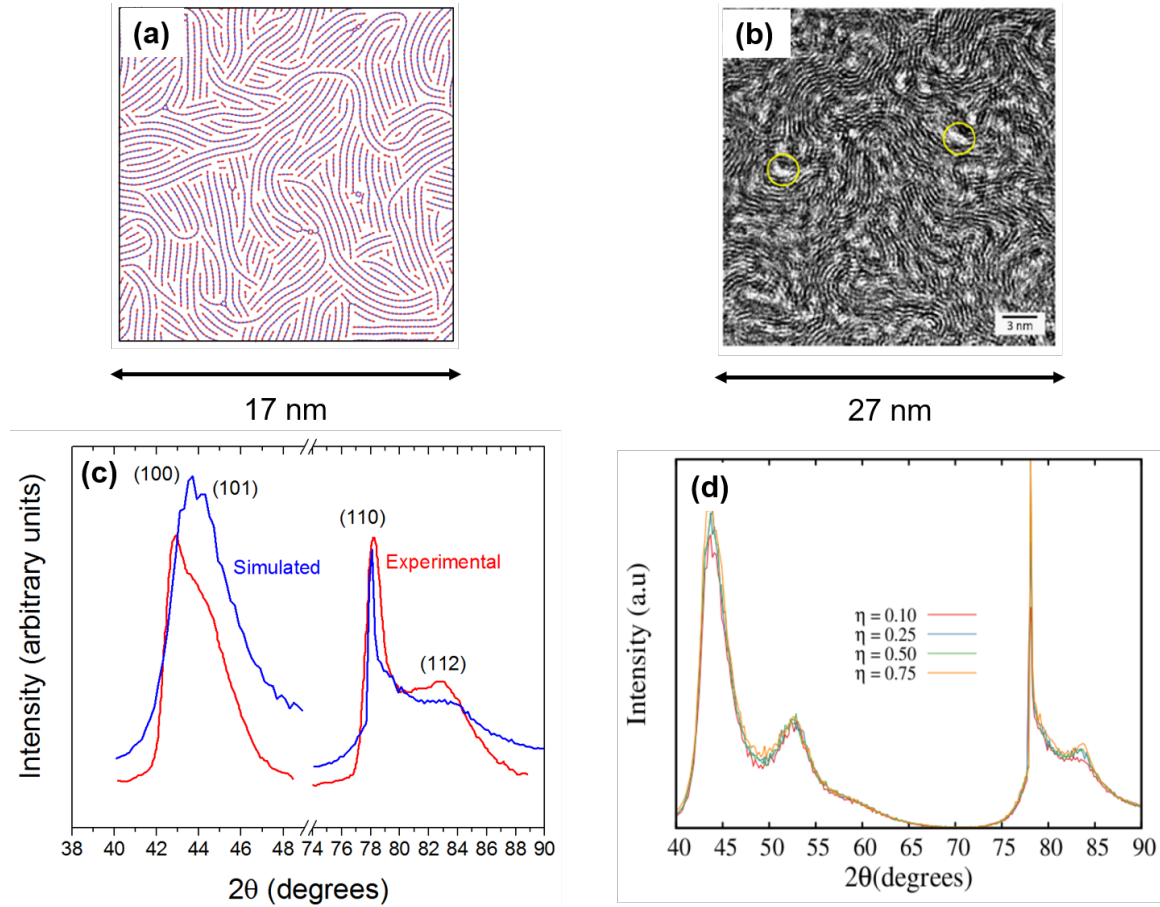 (a)
(b)
3 nm
17 nm
27 nm
38 40 42 44 46 48 74 76 78 80 82 84 86 88 90
(c)
(100)
(101)
(110)
(112)
Simulated
Experimental
Intensity (arbitrary units)
2θ (degrees)
(d)
η = 0.10
η = 0.25
η = 0.50
η = 0.75
Intensity (a.u)
40 45 50 55 60 65 70 75 80 85 90
2θ(degrees)